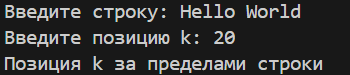 Введите строку: Hello World
Введите позицию k: 20
Позиция k за пределами строки